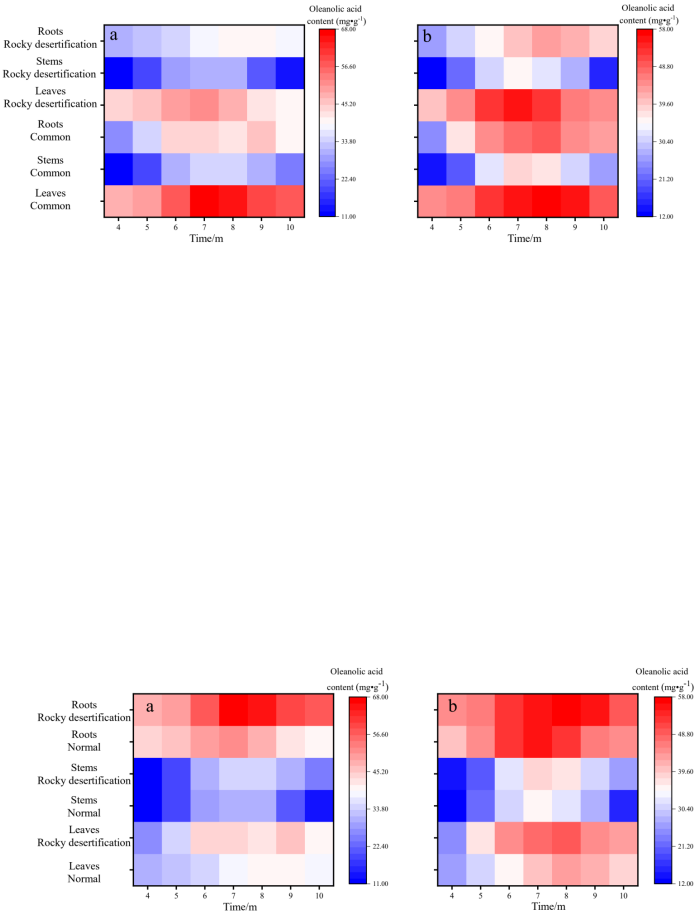 Oleanolic acid
content (mg•g⁻¹)
Oleanolic acid
content (mg•g⁻¹)
a
b
Roots
Rocky desertification
Stems
Rocky desertification
Leaves
Rocky desertification
Roots
Common
Stems
Common
Leaves
Common
68.00
56.60
45.20
33.80
22.40
11.00
58.00
48.80
39.60
30.40
21.20
12.00
4 5 6 7 8 9 10
Time/m
4 5 6 7 8 9 10
Time/m
Oleanolic acid
content (mg•g⁻¹)
Oleanolic acid
content (mg•g⁻¹)
a
b
Roots
Rocky desertification
Roots
Normal
Stems
Rocky desertification
Stems
Normal
Leaves
Rocky desertification
Leaves
Normal
68.00
56.60
45.20
33.80
22.40
11.00
58.00
48.80
39.60
30.40
21.20
12.00
4 5 6 7 8 9 10
Time/m
4 5 6 7 8 9 10
Time/m